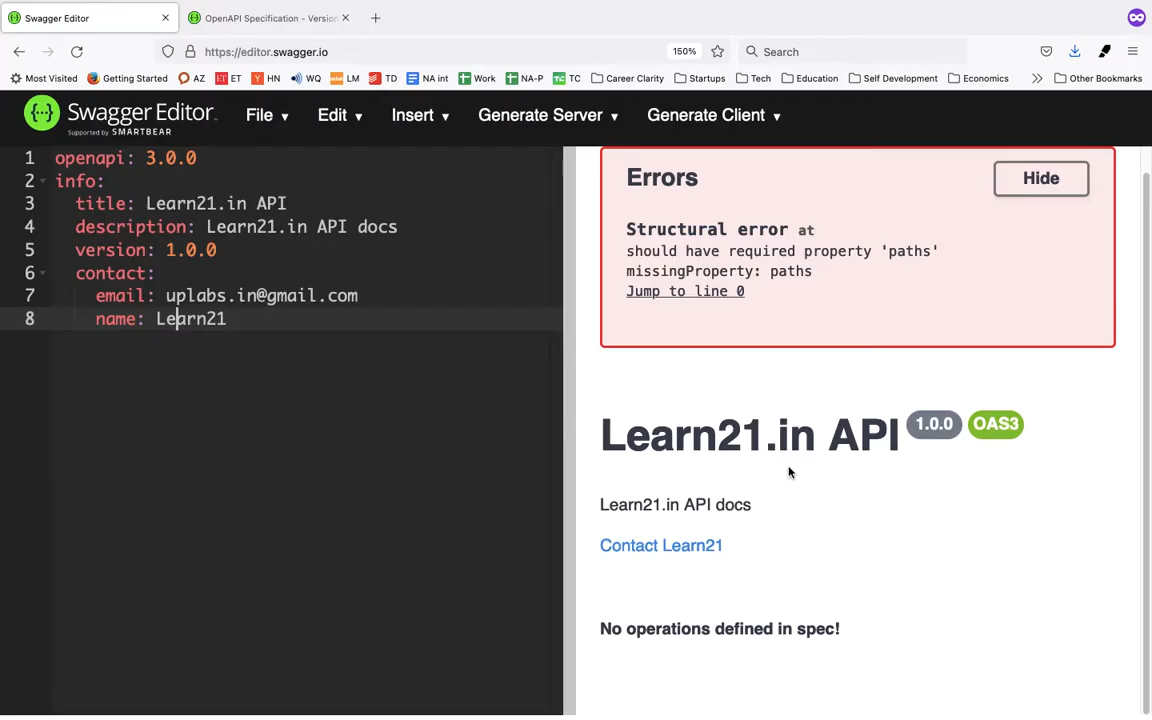 Swagger Editor
OpenAPI Specification - Version
https://editor.swagger.io
150%
Search
Most Visited
Getting Started
AZ
ET ET
Y HN
WQ
LM
TD
NA int
Work
NA-P
TC TC
Career Clarity
Startups
Tech
Education
Self Development
Economics
Other Bookmarks
{···} Swagger Editor
Supported by SMARTBEAR
File
Edit
Insert
Generate Server
Generate Client
1 openapi: 3.0.0
2 info:
3 title: Learn21.in API
4 description: Learn21.in API docs
5 version: 1.0.0
6 contact:
7 email: uplabs.in@gmail.com
8 name: Learn21
Errors
Hide
Structural error at
should have required property 'paths'
missingProperty: paths
Jump to line 0
Learn21.in API 1.0.0 OAS3
Learn21.in API docs
Contact Learn21
No operations defined in spec!